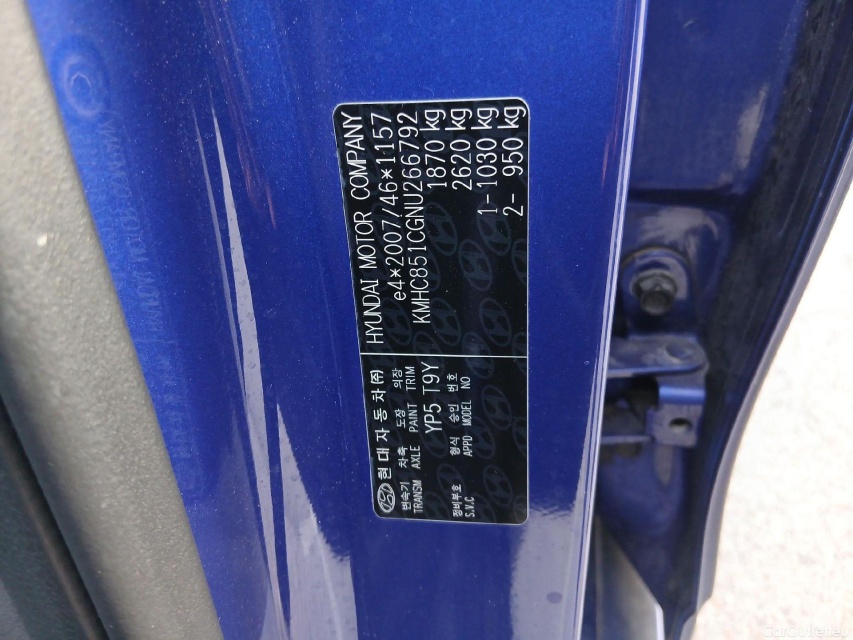 HYUNDAI MOTOR COMPANY
e4*2007/46*1157
KMHC851CGNU266792
1870 kg
2620 kg
1-1030 kg
2- 950 kg
현대자동차(주)
변속기 차축 도장 의장
TRANSM AXLE PAINT TRIM
YP5 T9Y
정비부호 형식 승인 번호
S.V.C APPD MODEL NO